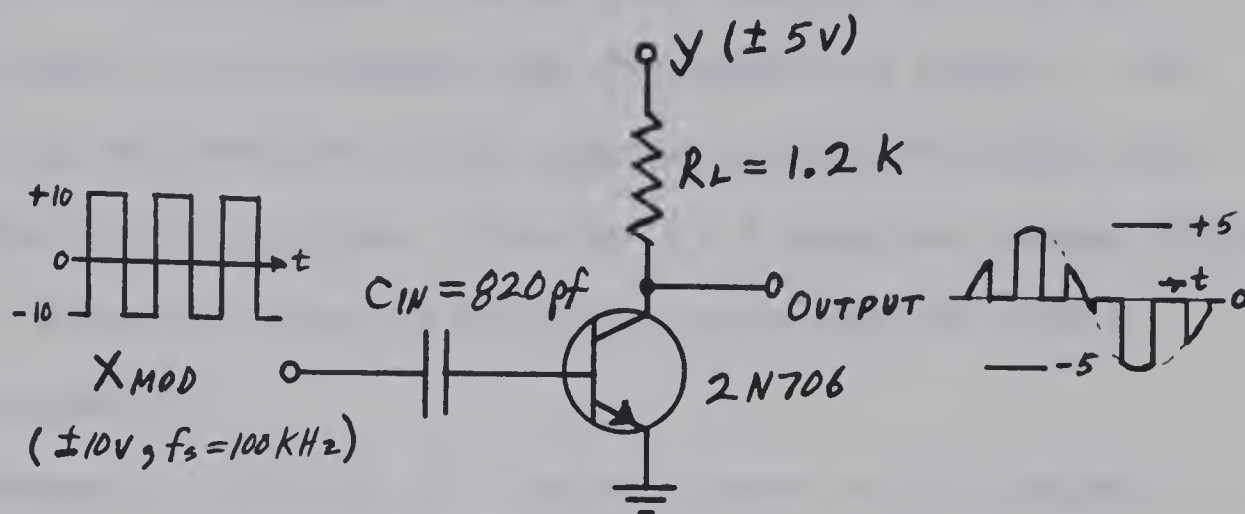 Y (± 5V)
RL = 1.2 K
+10
0
t
-10
CIN = 820 pf
OUTPUT
+5
t
0
-5
XMOD
2N706
(±10V, fs = 100 KHz)